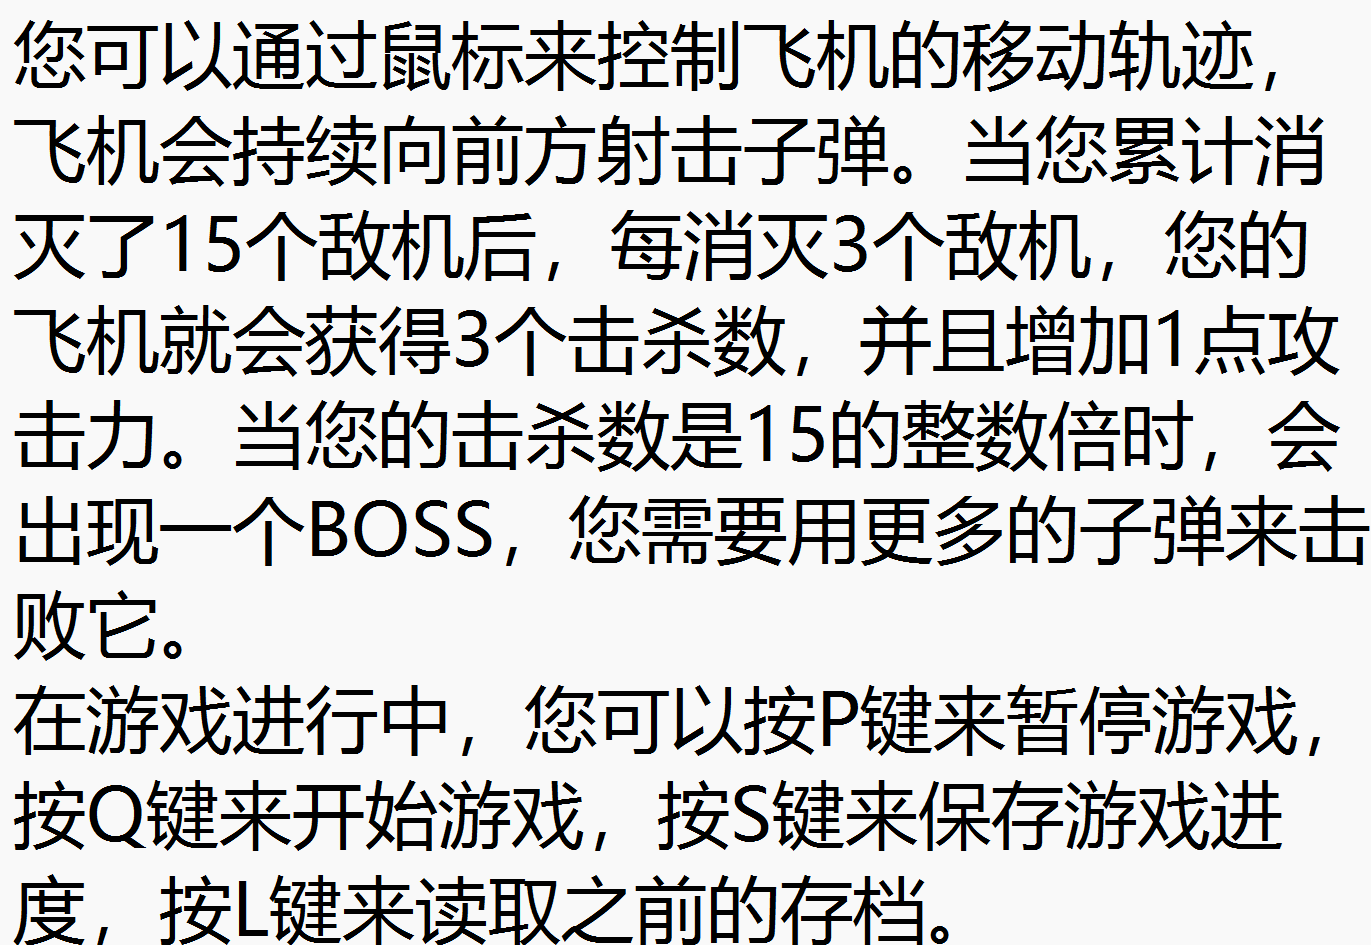 您可以通过鼠标来控制飞机的移动轨迹，
飞机会持续向前方射击子弹。当您累计消
灭了15个敌机后，每消灭3个敌机，您的
飞机就会获得3个击杀数，并且增加1点攻
击力。当您的击杀数是15的整数倍时，会
出现一个BOSS，您需要用更多的子弹来击
败它。
在游戏进行中，您可以按P键来暂停游戏，
按Q键来开始游戏，按S键来保存游戏进
度，按L键来读取之前的存档。